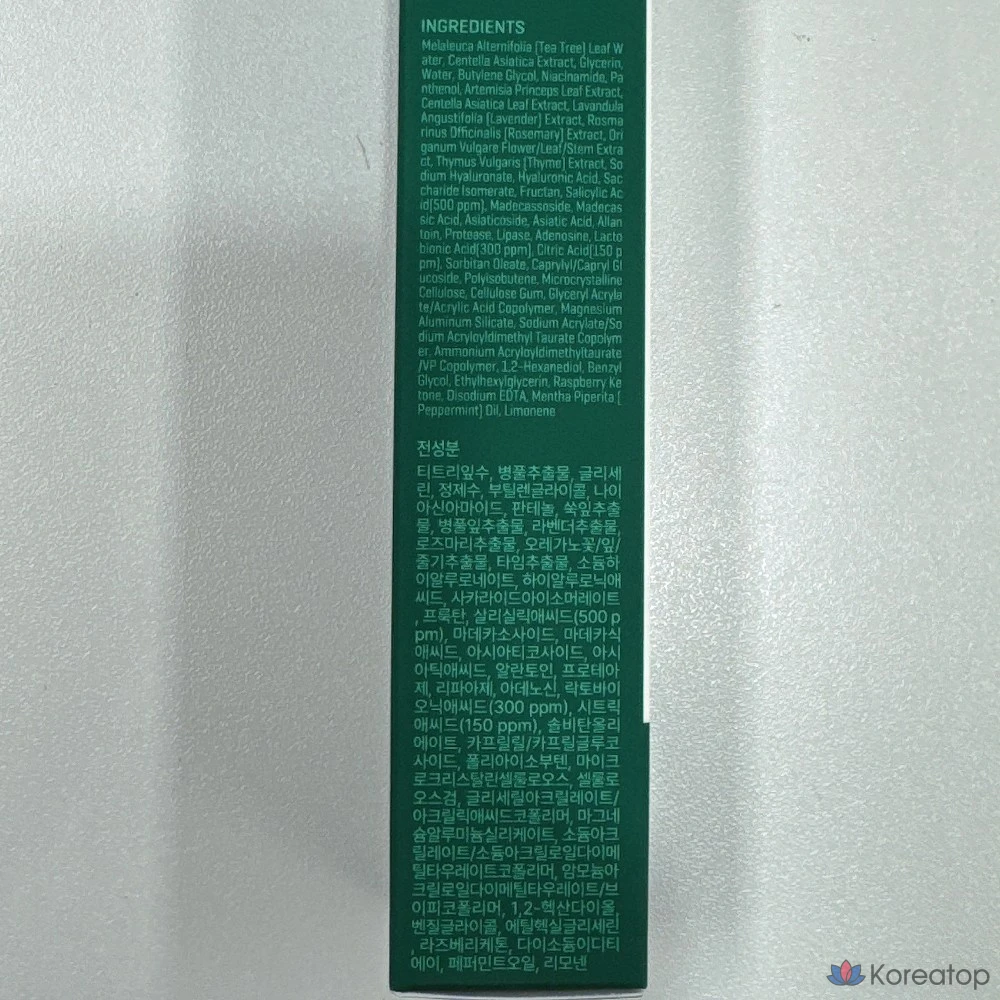 INGREDIENTS
Melaleuca Alternifolia [Tea Tree] Leaf W
ater, Centella Asiatica Extract, Glycerin,
Water, Butylene Glycol, Niacinamide, Pa
nthenol, Artemisia Princeps Leaf Extract,
Centella Asiatica Leaf Extract, Lavandula
Angustifolia [Lavender] Extract, Rosma
rinus Officinalis [Rosemary] Extract, Ori
ganum Vulgare Flower/Leaf/Stem Extra
ct, Thymus Vulgaris [Thyme] Extract, So
dium Hyaluronate, Hyaluronic Acid, Sac
charide Isomerate, Fructan, Salicylic Ac
id[500 ppm], Madecassoside, Madecas
sic Acid, Asiaticoside, Asiatic Acid, Allan
toin, Protease, Lipase, Adenosine, Lacto
bionic Acid[300 ppm], Citric Acid[150 p
pm], Sorbitan Oleate, Caprylyl/Capryl Gl
ucoside, Polyisobutene, Microcrystalline
Cellulose, Cellulose Gum, Glyceryl Acryla
te/Acrylic Acid Copolymer, Magnesium
Aluminum Silicate, Sodium Acrylate/So
dium Acryloyldimethyl Taurate Copolym
er, Ammonium Acryloyldimethyltaurate
/VP Copolymer, 1,2-Hexanediol, Benzyl
Glycol, Ethylhexylglycerin, Raspberry Ke
tone, Disodium EDTA, Mentha Piperita [
Peppermint] Oil, Limonene
전성분
티트리잎수, 병풀추출물, 글리세
린, 정제수, 부틸렌글라이콜, 나이
아신아마이드, 판테놀, 쑥잎추출
물, 병풀잎추출물, 라벤더추출물,
로즈마리추출물, 오레가노꽃/잎/
줄기추출물, 타임추출물, 소듐하
이알루로네이트, 하이알루로닉애
씨드, 사카라이드아이소머레이트
, 프룩탄, 살리실릭애씨드(500 p
pm), 마데카소사이드, 마데카식
애씨드, 아시아티코사이드, 아시
아틱애씨드, 알란토인, 프로테아
제, 리파아제, 아데노신, 락토바이
오닉애씨드(300 ppm), 시트릭
애씨드(150 ppm), 솔비탄올리
에이트, 카프릴릴/카프릴글루코
사이드, 폴리아이소부텐, 마이크
로크리스탈린셀룰로오스, 셀룰로
오스검, 글리세릴아크릴레이트/
아크릴릭애씨드코폴리머, 마그네
슘알루미늄실리케이트, 소듐아크
릴레이트/소듐아크릴로일다이메
틸타우레이트코폴리머, 암모늄아
크릴로일다이메틸타우레이트/브
이피코폴리머, 1,2-헥산다이올,
벤질글라이콜, 에틸헥실글리세린
, 라즈베리케톤, 다이소듐이디티
에이, 페퍼민트오일, 리모넨
Koreatop